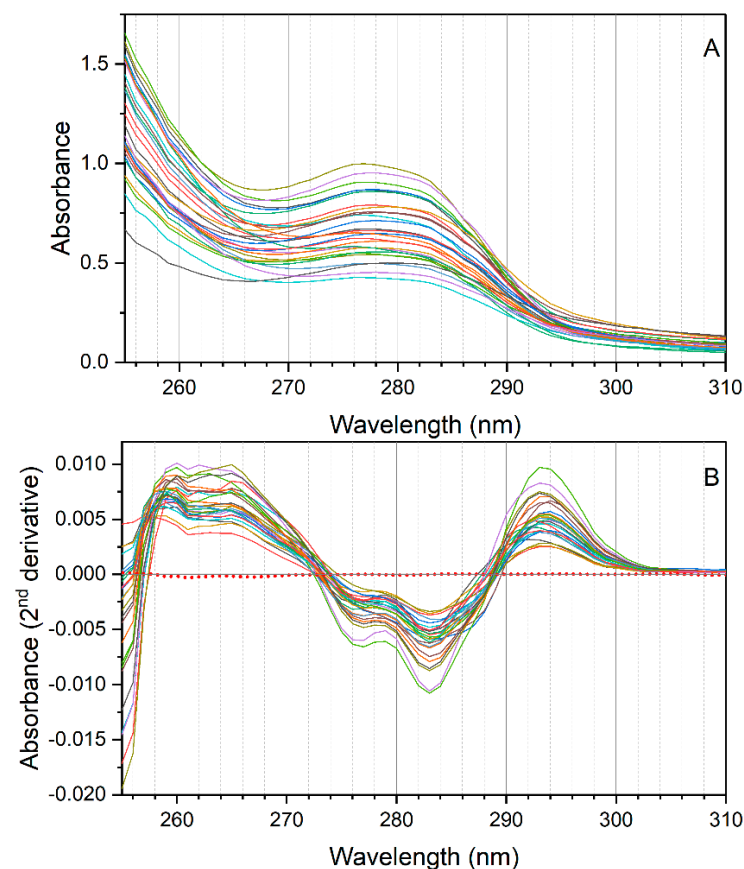 A
1.5
1.0
0.5
0.0
Absorbance
260 270 280 290 300 310
Wavelength (nm)
B
0.010
0.005
0.000
-0.005
-0.010
-0.015
-0.020
Absorbance (2nd derivative)
260 270 280 290 300 310
Wavelength (nm)